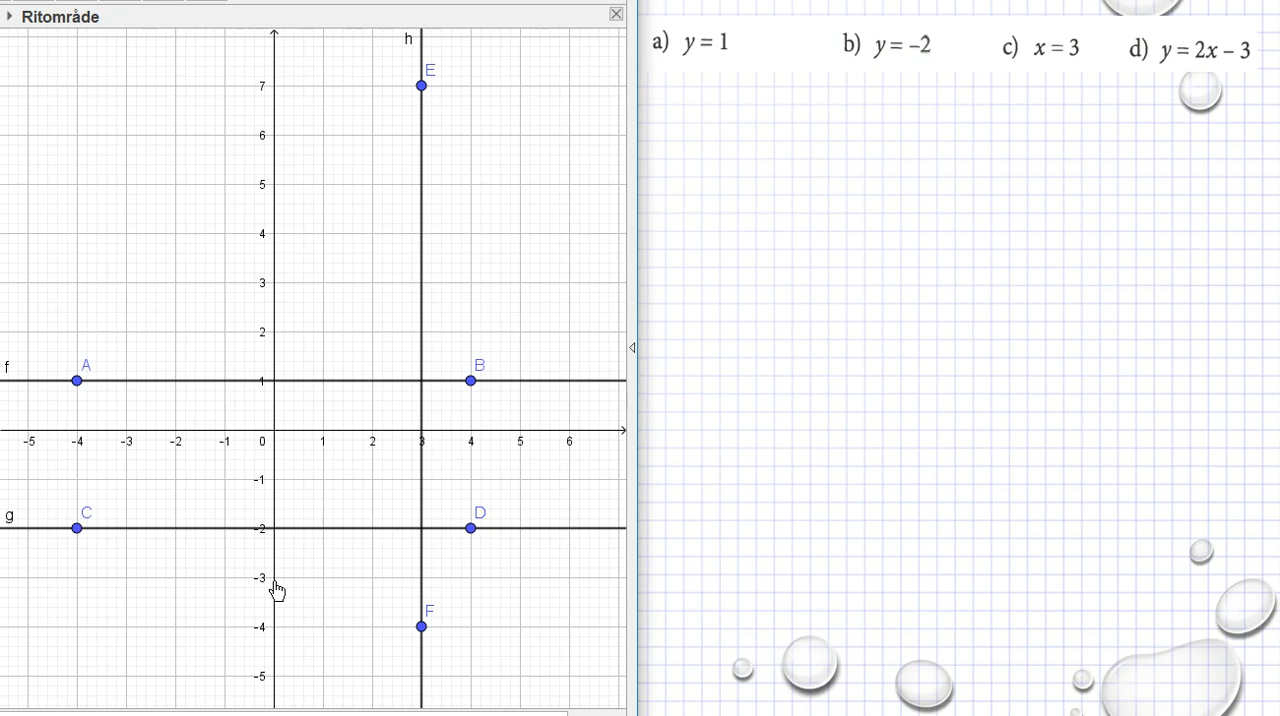 Ritområde
h
E
7
6
5
4
3
2
f A 1 B
-5 -4 -3 -2 -1 0 1 2 3 4 5 6
-1
g C -2 D
-3
F
-4
-5
a) y = 1 b) y = –2 c) x = 3 d) y = 2x – 3